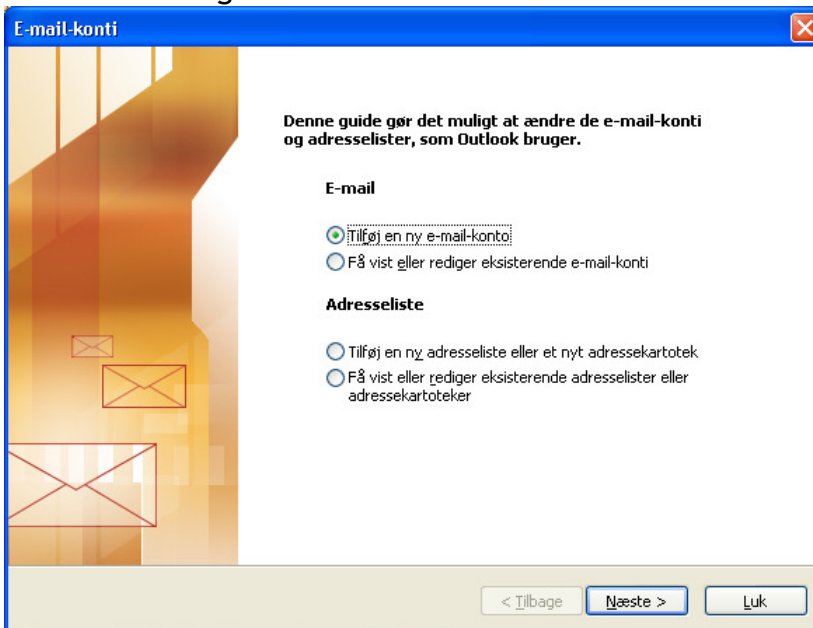 E-mail-konti
Denne guide gør det muligt at ændre de e-mail-konti
og adresselister, som Outlook bruger.
E-mail
Tilføj en ny e-mail-konto
Få vist eller rediger eksisterende e-mail-konti
Adresseliste
Tilføj en ny adresseliste eller et nyt adressekartotek
Få vist eller rediger eksisterende adresselister eller
adressekartoteker
< Tilbage
Næste >
Luk